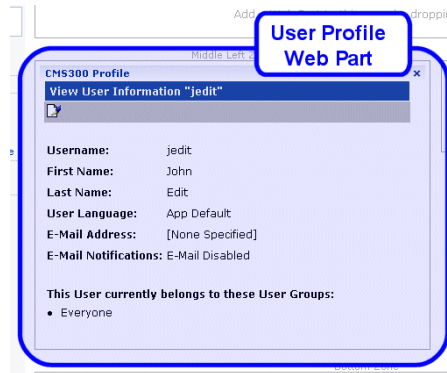 Add
dropping
User Profile
Web Part
Middle Left
CMS300 Profile
x
View User Information "jedit"
Username: jedit
First Name: John
Last Name: Edit
User Language: App Default
E-Mail Address: [None Specified]
E-Mail Notifications: E-Mail Disabled
This User currently belongs to these User Groups:
• Everyone
Bottom Zone